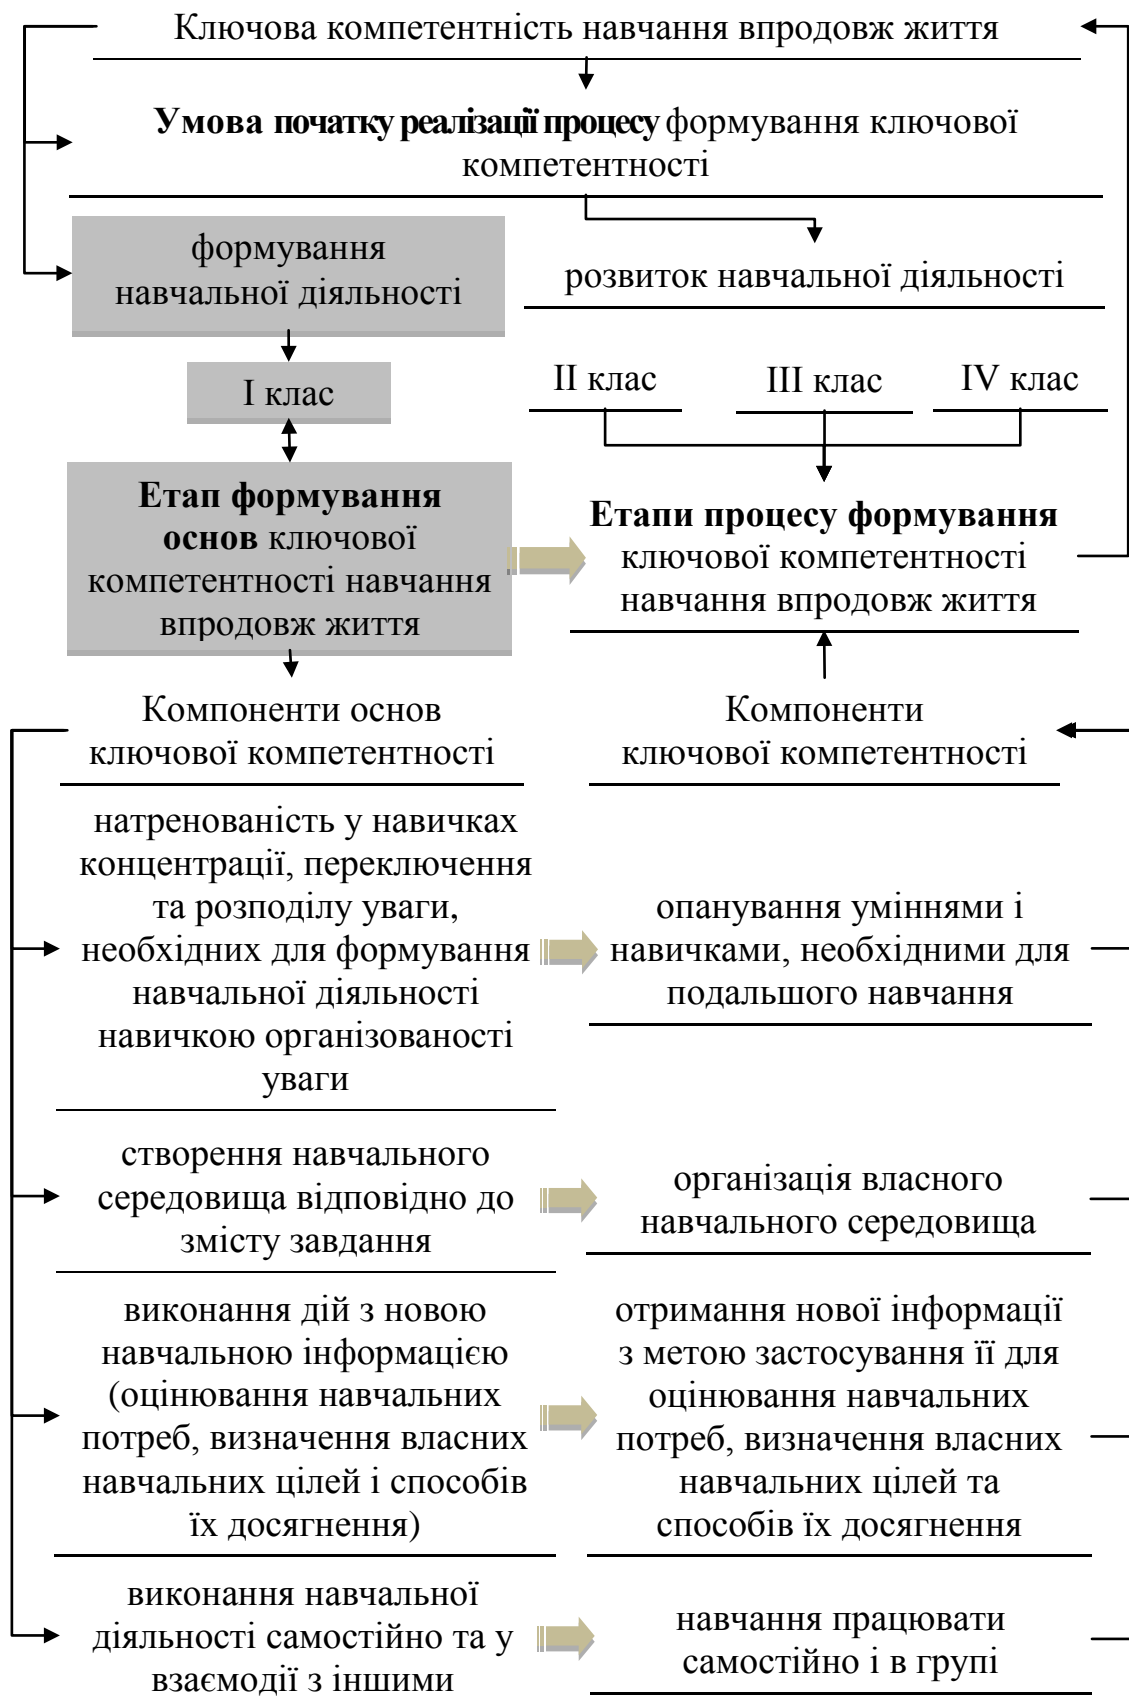 Ключова компетентність навчання впродовж життя
Умова початку реалізації процесу формування ключової
компетентності
формування
навчальної діяльності
розвиток навчальної діяльності
І клас
ІІ клас
ІІІ клас
ІV клас
Етап формування
основ ключової
компетентності навчання
впродовж життя
Етапи процесу формування
ключової компетентності
навчання впродовж життя
Компоненти основ
ключової компетентності
Компоненти
ключової компетентності
натренованість у навичках
концентрації, переключення
та розподілу уваги,
необхідних для формування
навчальної діяльності
навичкою організованості
уваги
опанування уміннями і
навичками, необхідними для
подальшого навчання
створення навчального
середовища відповідно до
змісту завдання
організація власного
навчального середовища
виконання дій з новою
навчальною інформацією
(оцінювання навчальних
потреб, визначення власних
навчальних цілей і способів
їх досягнення)
отримання нової інформації
з метою застосування її для
оцінювання навчальних
потреб, визначення власних
навчальних цілей та
способів їх досягнення
виконання навчальної
діяльності самостійно та у
взаємодії з іншими
навчання працювати
самостійно і в групі